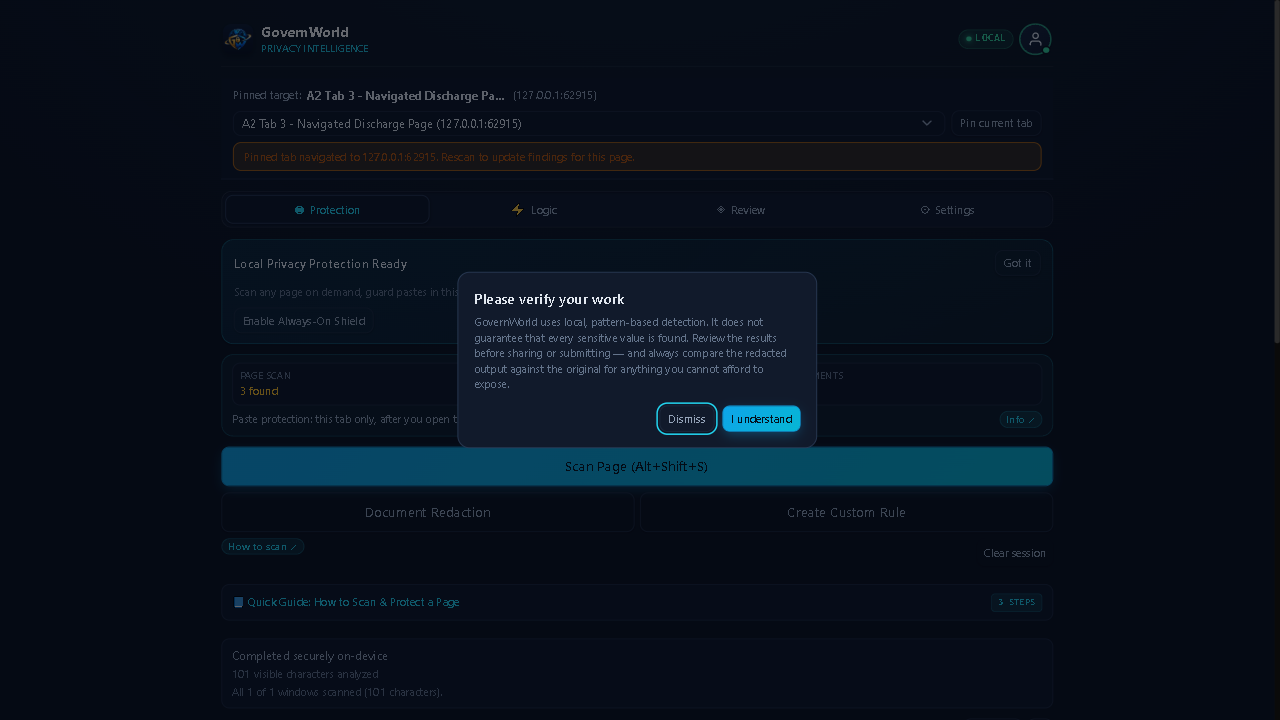 GovernWorld
PRIVACY INTELLIGENCE
LOCAL
Pinned target: A2 Tab 3 - Navigated Discharge Pa... (127.0.0.1:62915)
A2 Tab 3 - Navigated Discharge Page (127.0.0.1:62915)
Pin current tab
Pinned tab navigated to 127.0.0.1:62915. Rescan to update findings for this page.
Protection
Logic
Review
Settings
Local Privacy Protection Ready
Got it
Scan any page on demand, guard pastes in this
Enable Always-On Shield
Please verify your work
GovernWorld uses local, pattern-based detection. It does not
guarantee that every sensitive value is found. Review the results
before sharing or submitting — and always compare the redacted
output against the original for anything you cannot afford to
expose.
Dismiss
I understand
PAGE SCAN
3 found
Paste protection: this tab only, after you open t
Info
Scan Page (Alt+Shift+S)
Document Redaction
Create Custom Rule
How to scan
Clear session
Quick Guide: How to Scan & Protect a Page
3 STEPS
Completed securely on-device
101 visible characters analyzed
All 1 of 1 windows scanned (101 characters).